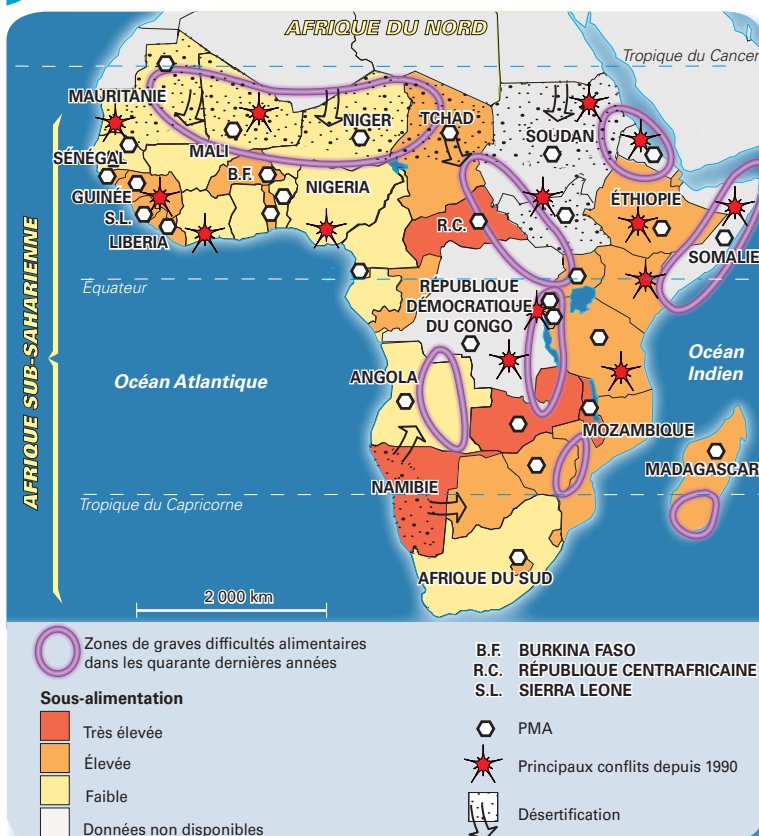 AFRIQUE DU NORD
Tropique du Cancer
MAURITANIE
NIGER
TCHAD
SOUDAN
SÉNÉGAL
MALI
B.F.
NIGERIA
GUINÉE
S.L.
LIBERIA
R.C.
ÉTHIOPIE
SOMALIE
AFRIQUE SUB-SAHARIENNE
Équateur
RÉPUBLIQUE
DÉMOCRATIQUE
DU CONGO
Océan Atlantique
Océan
Indien
ANGOLA
MOZAMBIQUE
MADAGASCAR
NAMIBIE
Tropique du Capricorne
AFRIQUE DU SUD
2 000 km
Zones de graves difficultés alimentaires
dans les quarante dernières années
Sous-alimentation
Très élevée
Élevée
Faible
Données non disponibles
B.F. BURKINA FASO
R.C. RÉPUBLIQUE CENTRAFRICAINE
S.L. SIERRA LEONE
PMA
Principaux conflits depuis 1990
Désertification